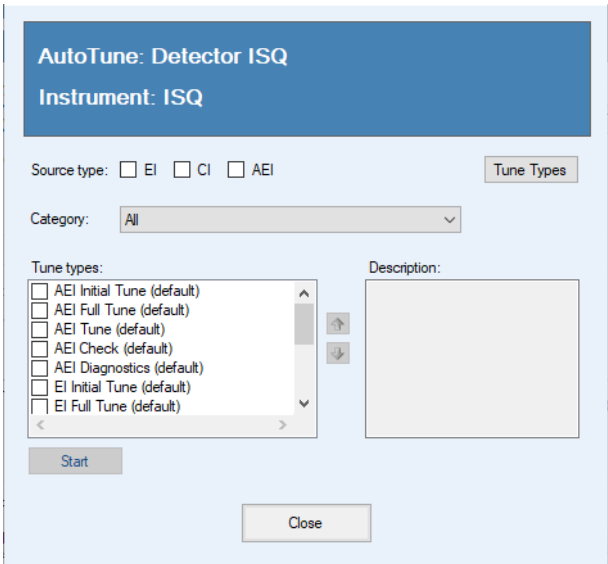 AutoTune: Detector ISQ
Instrument: ISQ
Source type: EI CI AEI Tune Types
Category: All
Tune types: Description:
AEI Initial Tune (default)
AEI Full Tune (default)
AEI Tune (default)
AEI Check (default)
AEI Diagnostics (default)
EI Initial Tune (default)
EI Full Tune (default)
Start
Close